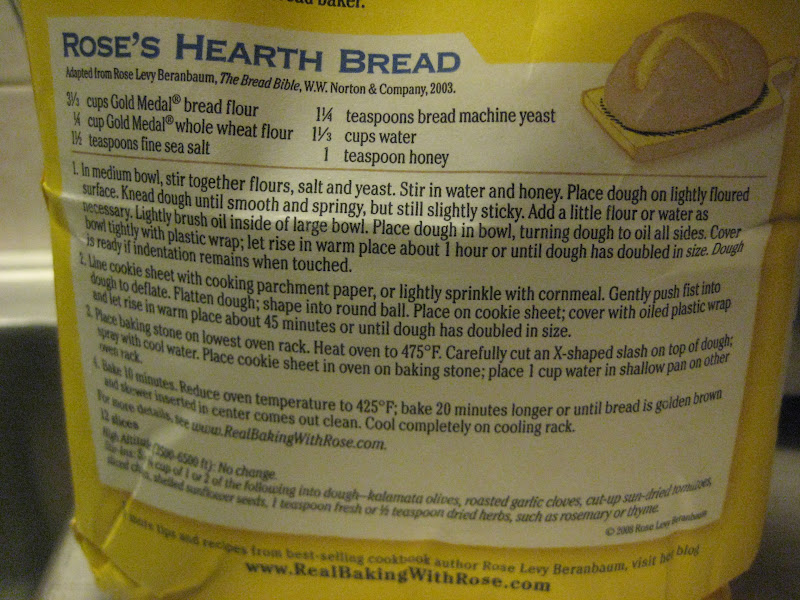 baker.
ROSE'S HEARTH BREAD
Adapted from Rose Levy Beranbaum, The Bread Bible, W.W. Norton & Company, 2003.
3⅓ cups Gold Medal® bread flour
¼ cup Gold Medal® whole wheat flour
1½ teaspoons fine sea salt
1¼ teaspoons bread machine yeast
1⅓ cups water
1 teaspoon honey
1. In medium bowl, stir together flours, salt and yeast. Stir in water and honey. Place dough on lightly floured
surface. Knead dough until smooth and springy, but still slightly sticky. Add a little flour or water as
necessary. Lightly brush oil inside of large bowl. Place dough in bowl, turning dough to oil all sides. Cover
bowl tightly with plastic wrap; let rise in warm place about 1 hour or until dough has doubled in size. Dough
is ready if indentation remains when touched.
2. Line cookie sheet with cooking parchment paper, or lightly sprinkle with cornmeal. Gently push fist into
dough to deflate. Flatten dough; shape into round ball. Place on cookie sheet; cover with oiled plastic wrap
and let rise in warm place about 45 minutes or until dough has doubled in size.
3. Place baking stone on lowest oven rack. Heat oven to 475°F. Carefully cut an X-shaped slash on top of dough;
spray with cool water. Place cookie sheet in oven on baking stone; place 1 cup water in shallow pan on other
oven rack.
4. Bake 10 minutes. Reduce oven temperature to 425°F; bake 20 minutes longer or until bread is golden brown
and skewer inserted in center comes out clean. Cool completely on cooling rack.
For more details, see www.RealBakingWithRose.com.
12 slices
High Altitude (3500-6500 ft): No change.
cup of 1 or 2 of the following into dough—kalamata olives, roasted garlic cloves, cut-up sun-dried tomatoes,
sliced shelled sunflower seeds, 1 teaspoon fresh or ½ teaspoon dried herbs, such as rosemary or thyme.
© 2008 Rose Levy Beranbaum
more tips and recipes from best-selling cookbook author Rose Levy Beranbaum, visit her blog
www.RealBakingWithRose.com